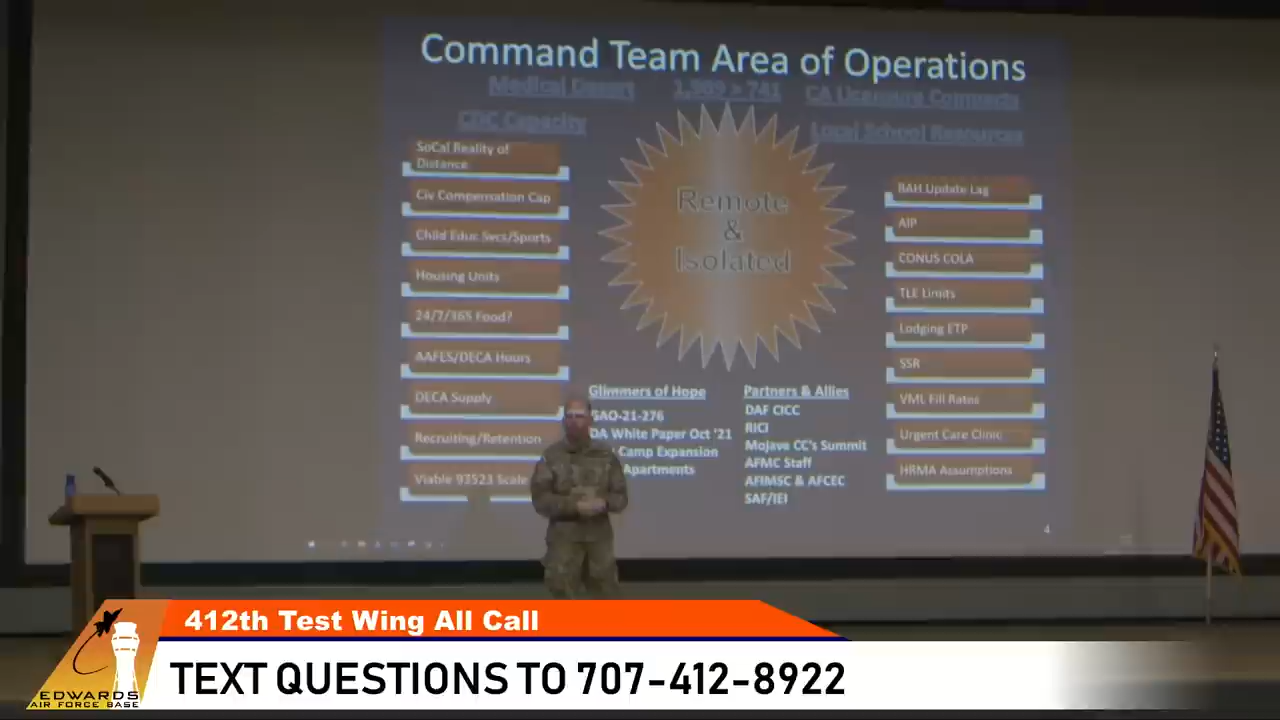 Command Team Area of Operations
Medical Desert
1,509 > 741
CA Licensure Compacts
CDC Capacity
Local School Resources
SoCal Reality of
Distance
Civ Compensation Cap
Child Educ Svcs/Sports
Housing Units
24/7/365 Food?
AAFES/DECA Hours
DECA Supply
Recruiting/Retention
Viable 93523 Scale
Remote
&
Isolated
Glimmers of Hope
GAO-21-276
DA White Paper Oct '21
Camp Expansion
Apartments
Partners & Allies
DAF CICC
RICI
Mojave CC's Summit
AFMC Staff
AFIMSC & AFCEC
SAF/IEI
BAH Update Lag
AIP
CONUS COLA
TLE Limits
Lodging ETP
SSR
VML Fill Rates
Urgent Care Clinic
HRMA Assumptions
4
412th Test Wing All Call
TEXT QUESTIONS TO 707-412-8922
EDWARDS
AIR FORCE BASE